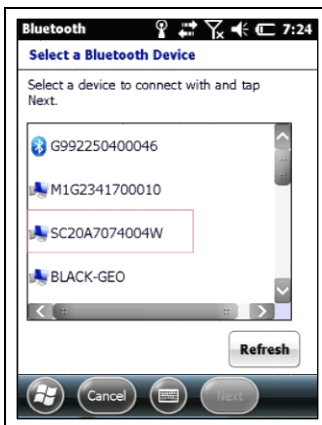 Bluetooth 7:24
Select a Bluetooth Device
Select a device to connect with and tap
Next.
G992250400046
M1G2341700010
SC20A7074004W
BLACK-GEO
Refresh
Cancel Next